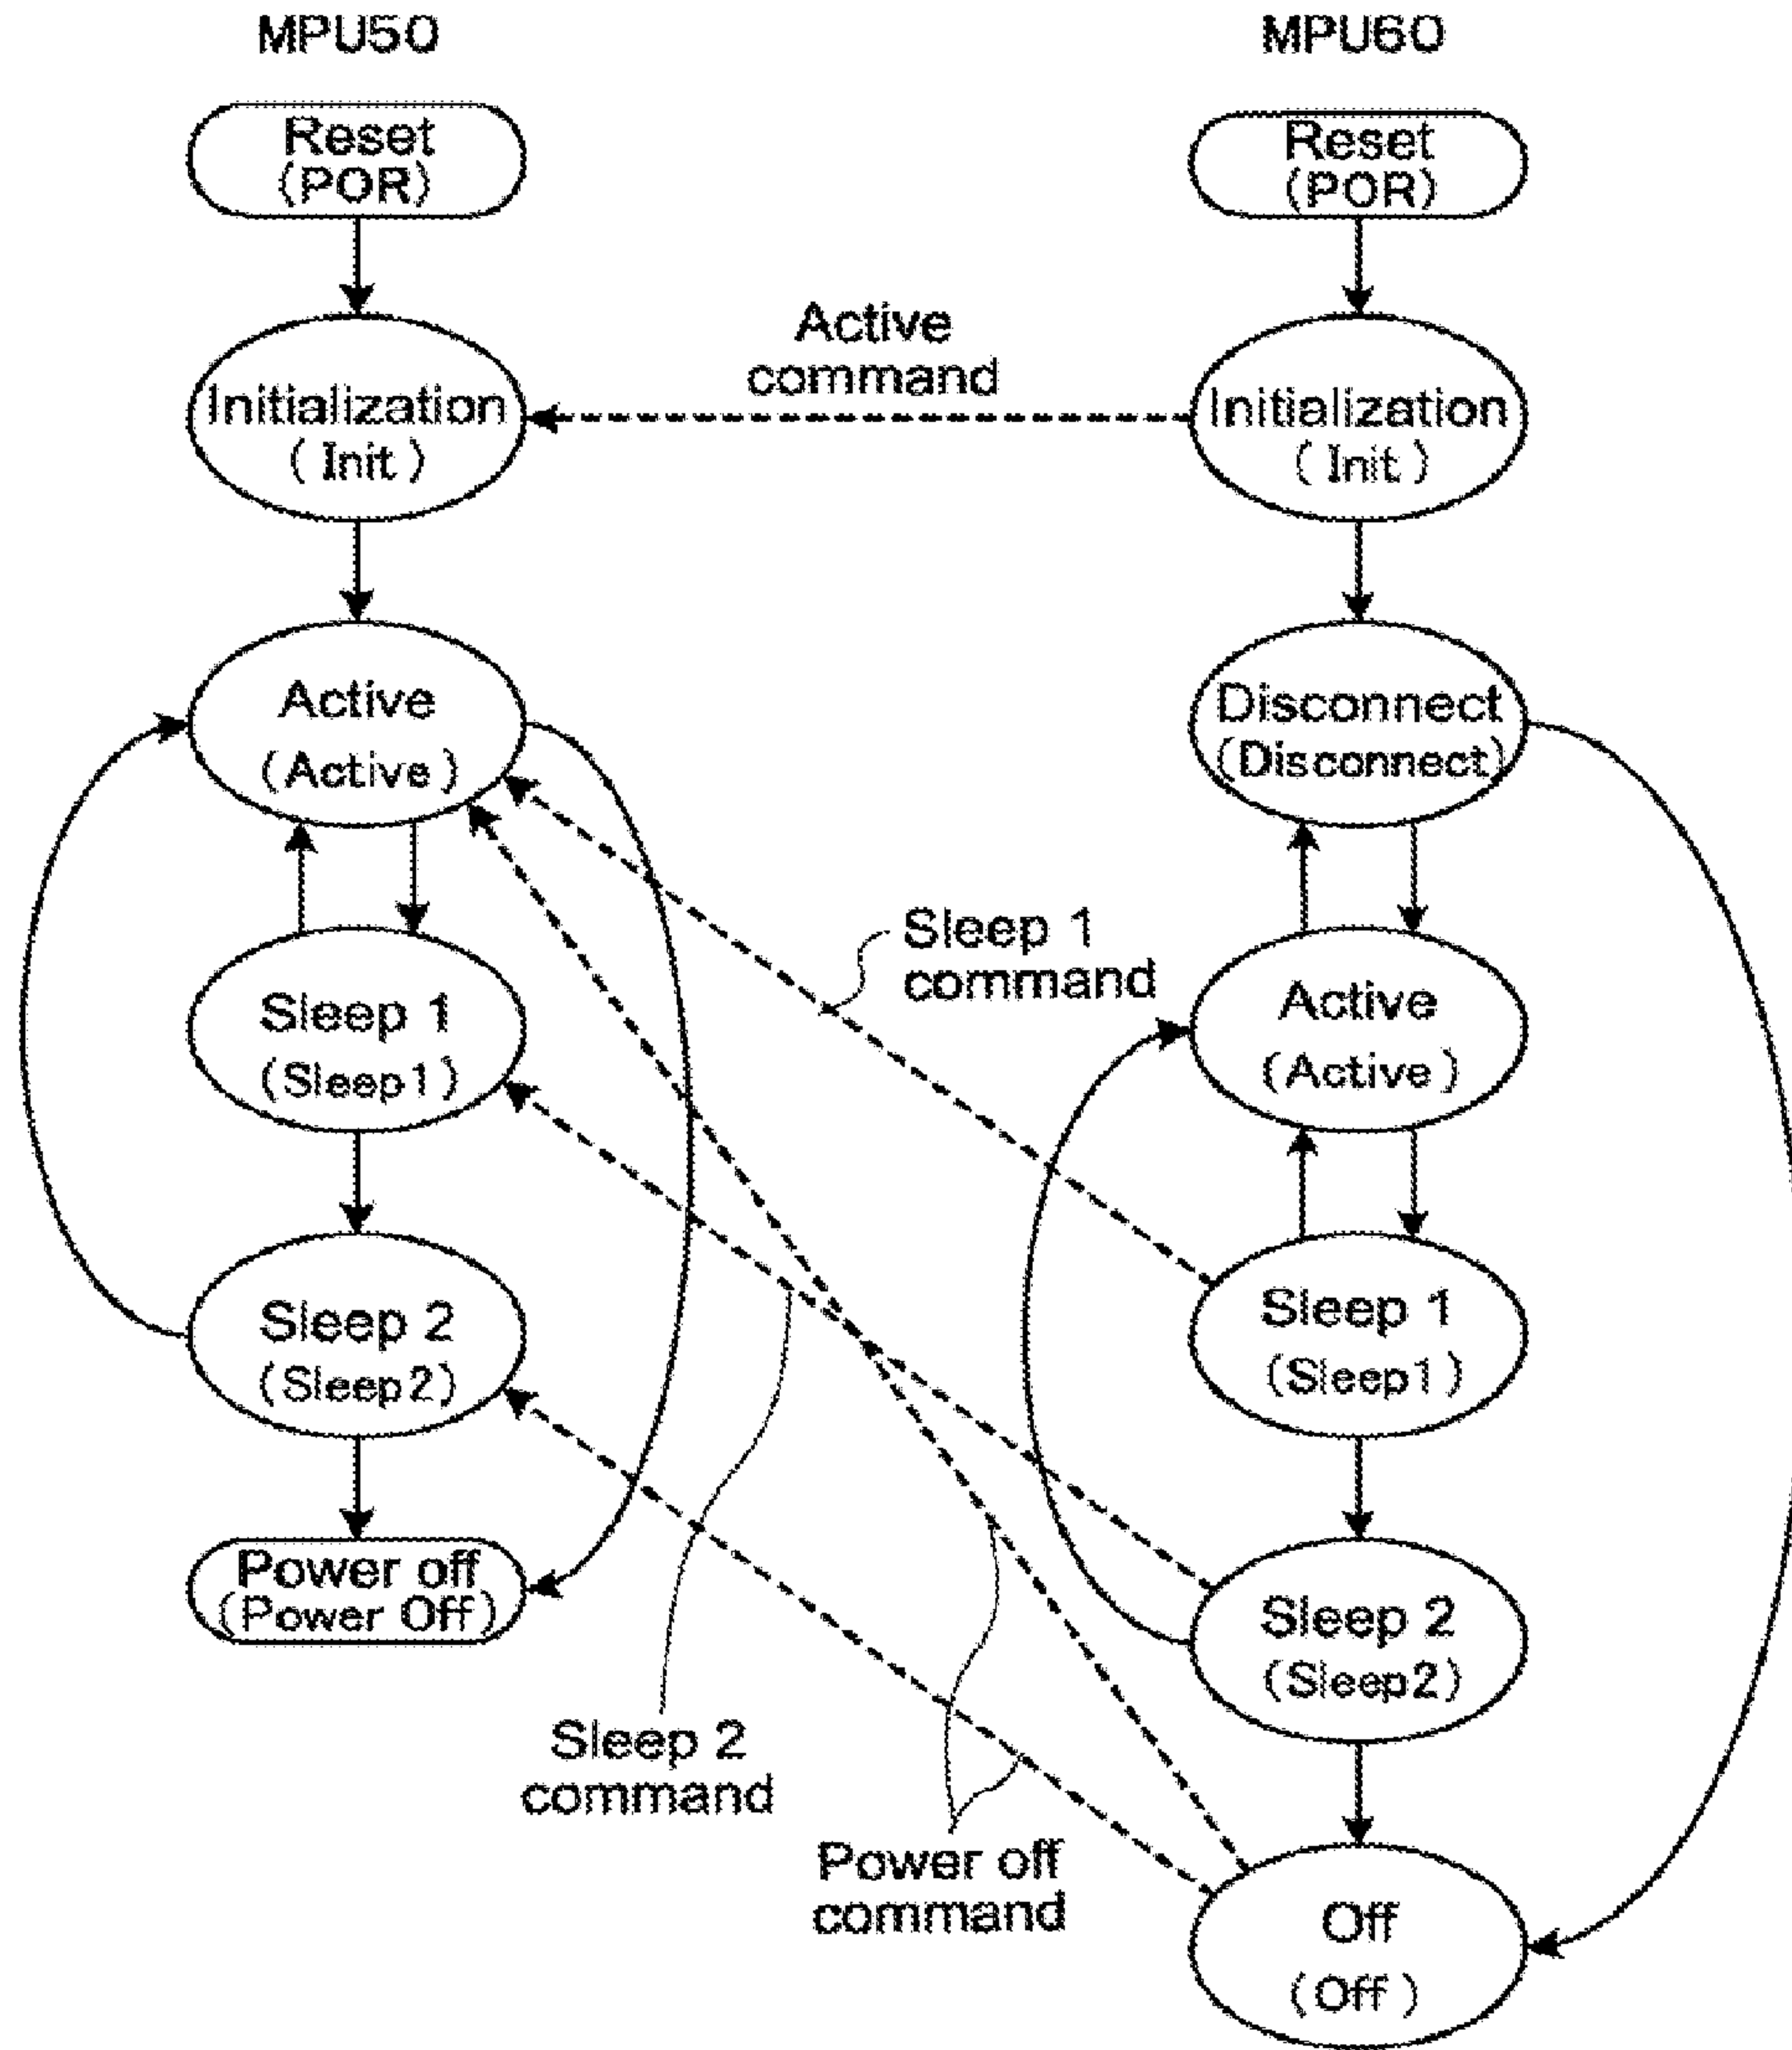 MPU50
MPU60
Reset
(POR)
Reset
(POR)
Active
command
Initialization
( Init )
Initialization
( Init )
Active
(Active)
Disconnect
(Disconnect)
Sleep 1
command
Sleep 1
(Sleep1)
Active
(Active)
Sleep 2
(Sleep2)
Sleep 1
(Sleep1)
Power off
(Power Off)
Sleep 2
(Sleep2)
Sleep 2
command
Power off
command
Off
(Off)